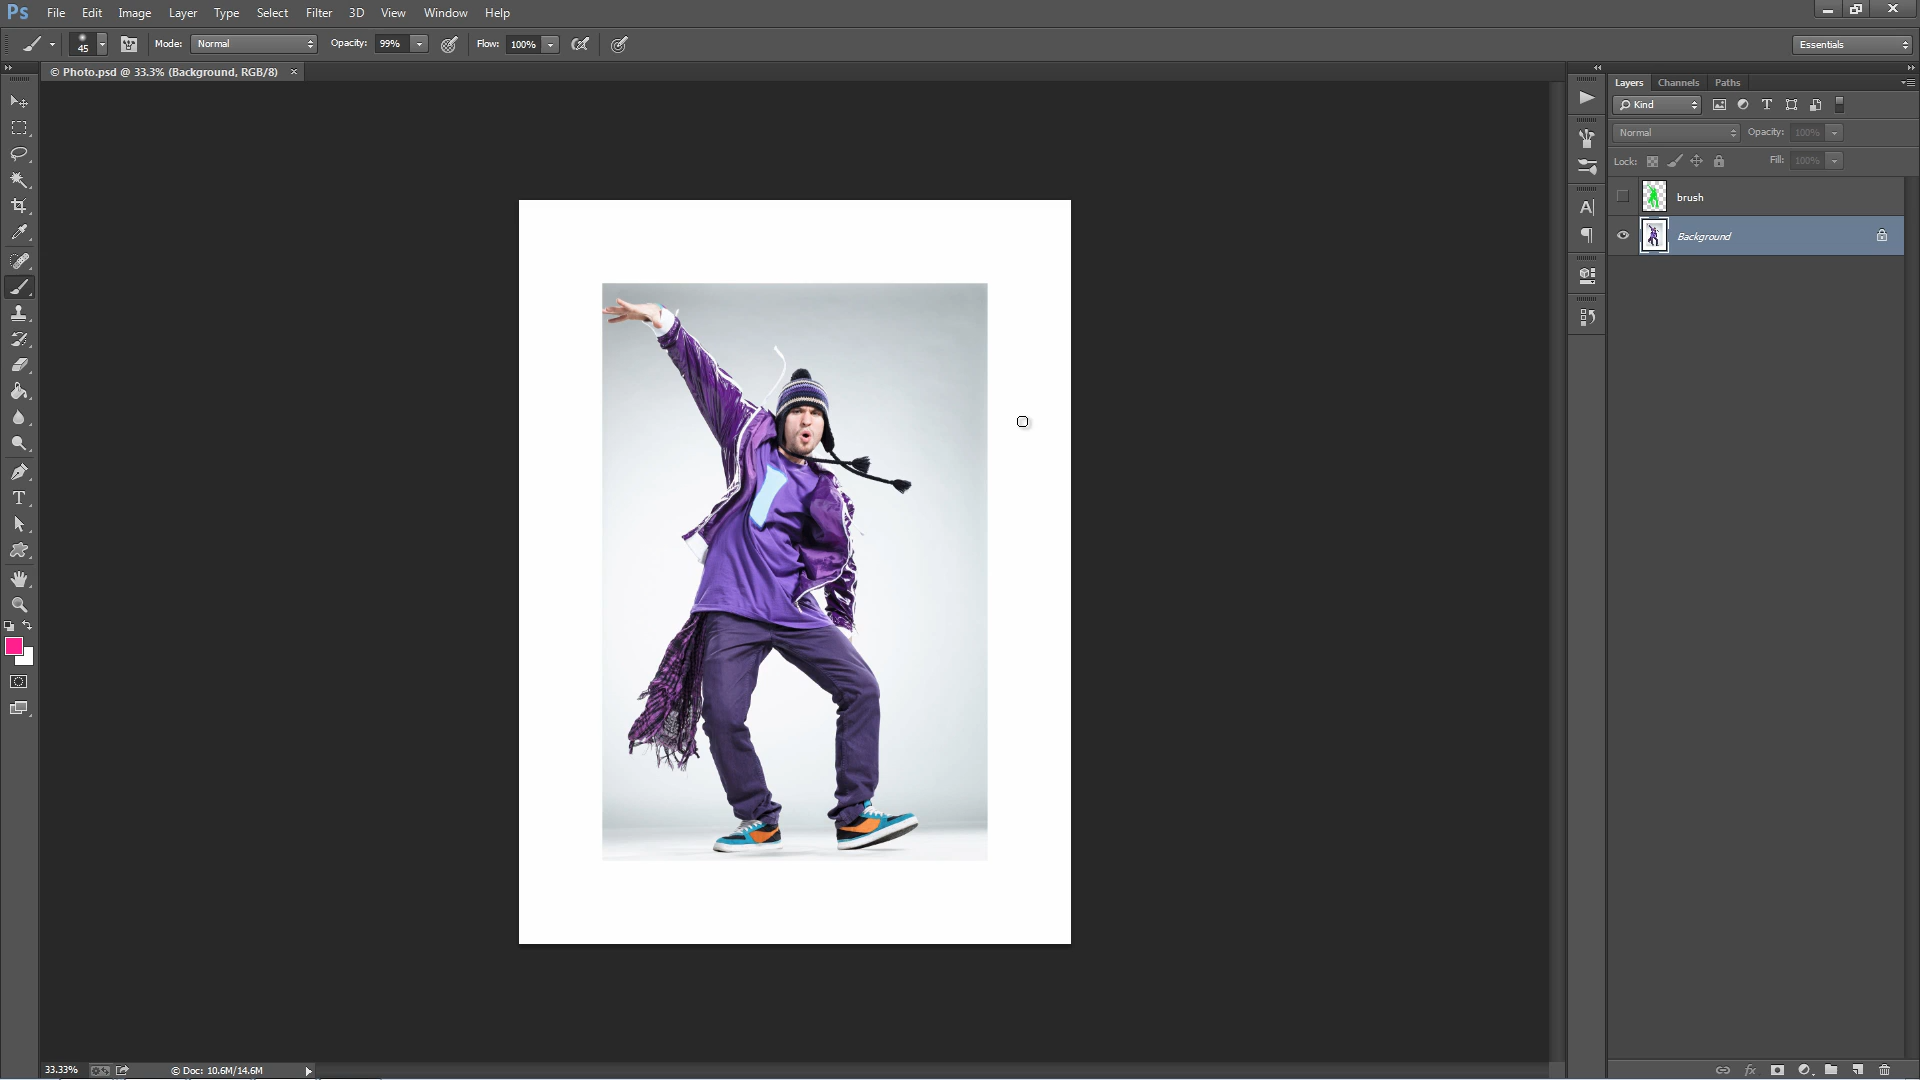 Ps File Edit Image Layer Type Select Filter 3D View Window Help
45 Mode: Normal Opacity: 99% Flow: 100% Essentials
© Photo.psd @ 33.3% (Background, RGB/8) ×
Layers Channels Paths
Kind
Normal Opacity: 100%
Lock: Fill: 100%
brush
Background
33.33% © Doc: 10.6M/14.6M